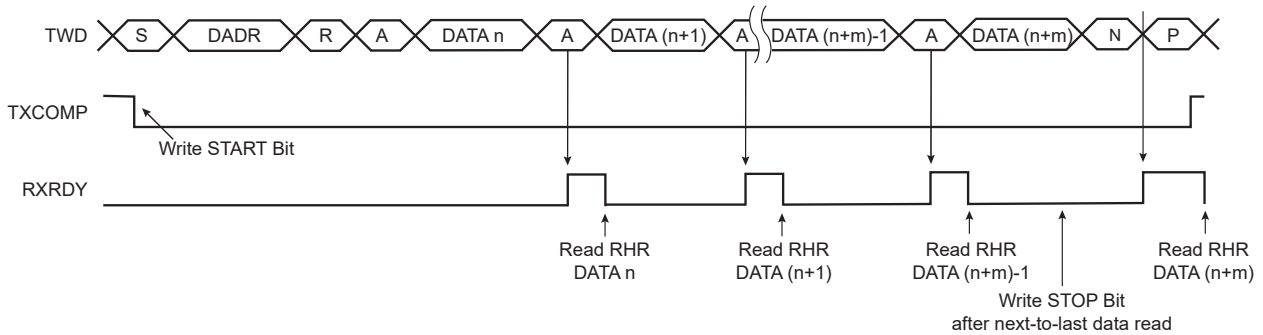 TWD S DADR R A DATA n A DATA (n+1) A DATA (n+m)-1 A DATA (n+m) N P
TXCOMP
Write START Bit
RXRDY
Read RHR Read RHR Read RHR Read RHR
DATA n DATA (n+1) DATA (n+m)-1 DATA (n+m)
Write STOP Bit
after next-to-last data read